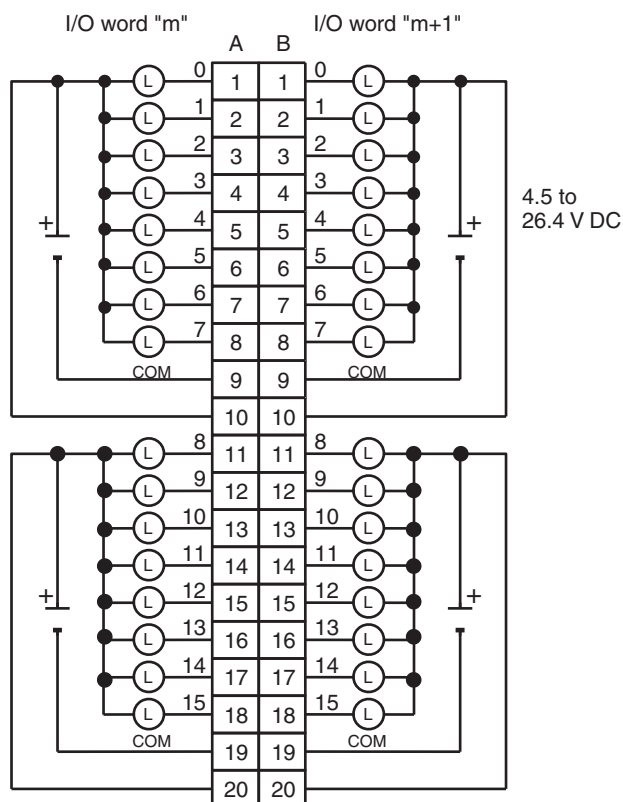 I/O word "m" I/O word "m+1"
A B
0 1 1 0
L L
1 2 2 1
L L
2 3 3 2
L L
3 4 4 3
L L
4.5 to
26.4 V DC
4 5 5 4
L L
+ +
5 6 6 5
L L
6 7 7 6
L L
7 8 8 7
L L
COM 9 9 COM
10 10
8 11 11 8
L L
9 12 12 9
L L
10 13 13 10
L L
11 14 14 11
L L
12 15 15 12
L L
+ +
13 16 16 13
L L
14 17 17 14
L L
15 18 18 15
L L
COM 19 19 COM
20 20